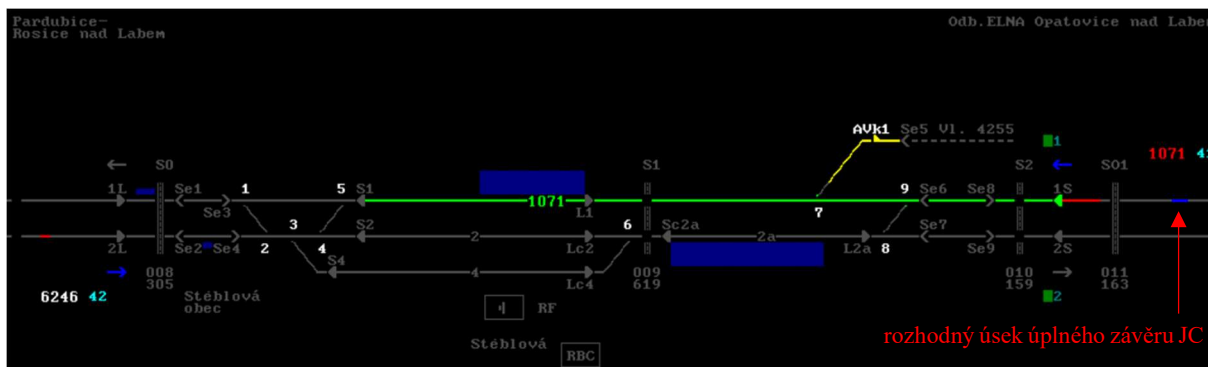 Pardubice-
Rosice nad Labem
Odb.ELNA Opatovice nad Labem
AVk1 Se5 Vl. 4255
1
1071 4
S0 S1 S2 S01
1L Se1 1 5 S1 9 Se6 Se8 1S
Se3 1071 L1 7
3 S2 2 Lc2 6 Sc2a 2a L2a 8 Se7 2S
2L Se2 Se4 2 4 S4 4 Lc4 Se9
008
305
009
619
010
159
011
163
6246 42
Stéblová
obec
2
RF
Stéblová
RBC
rozhodný úsek úplného závěru JC